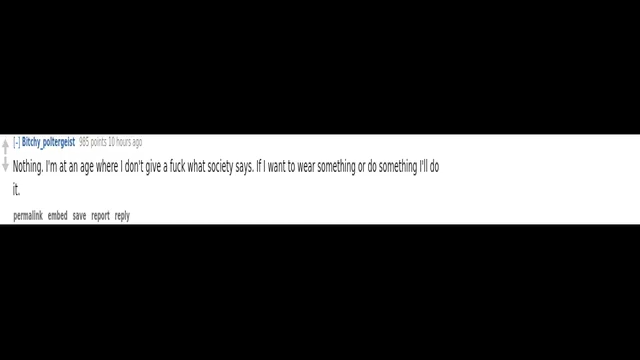 [-] Bitchy_poltergeist 985 points 10 hours ago
Nothing. I'm at an age where I don't give a fuck what society says. If I want to wear something or do something I'll do
it.
permalink embed save report reply